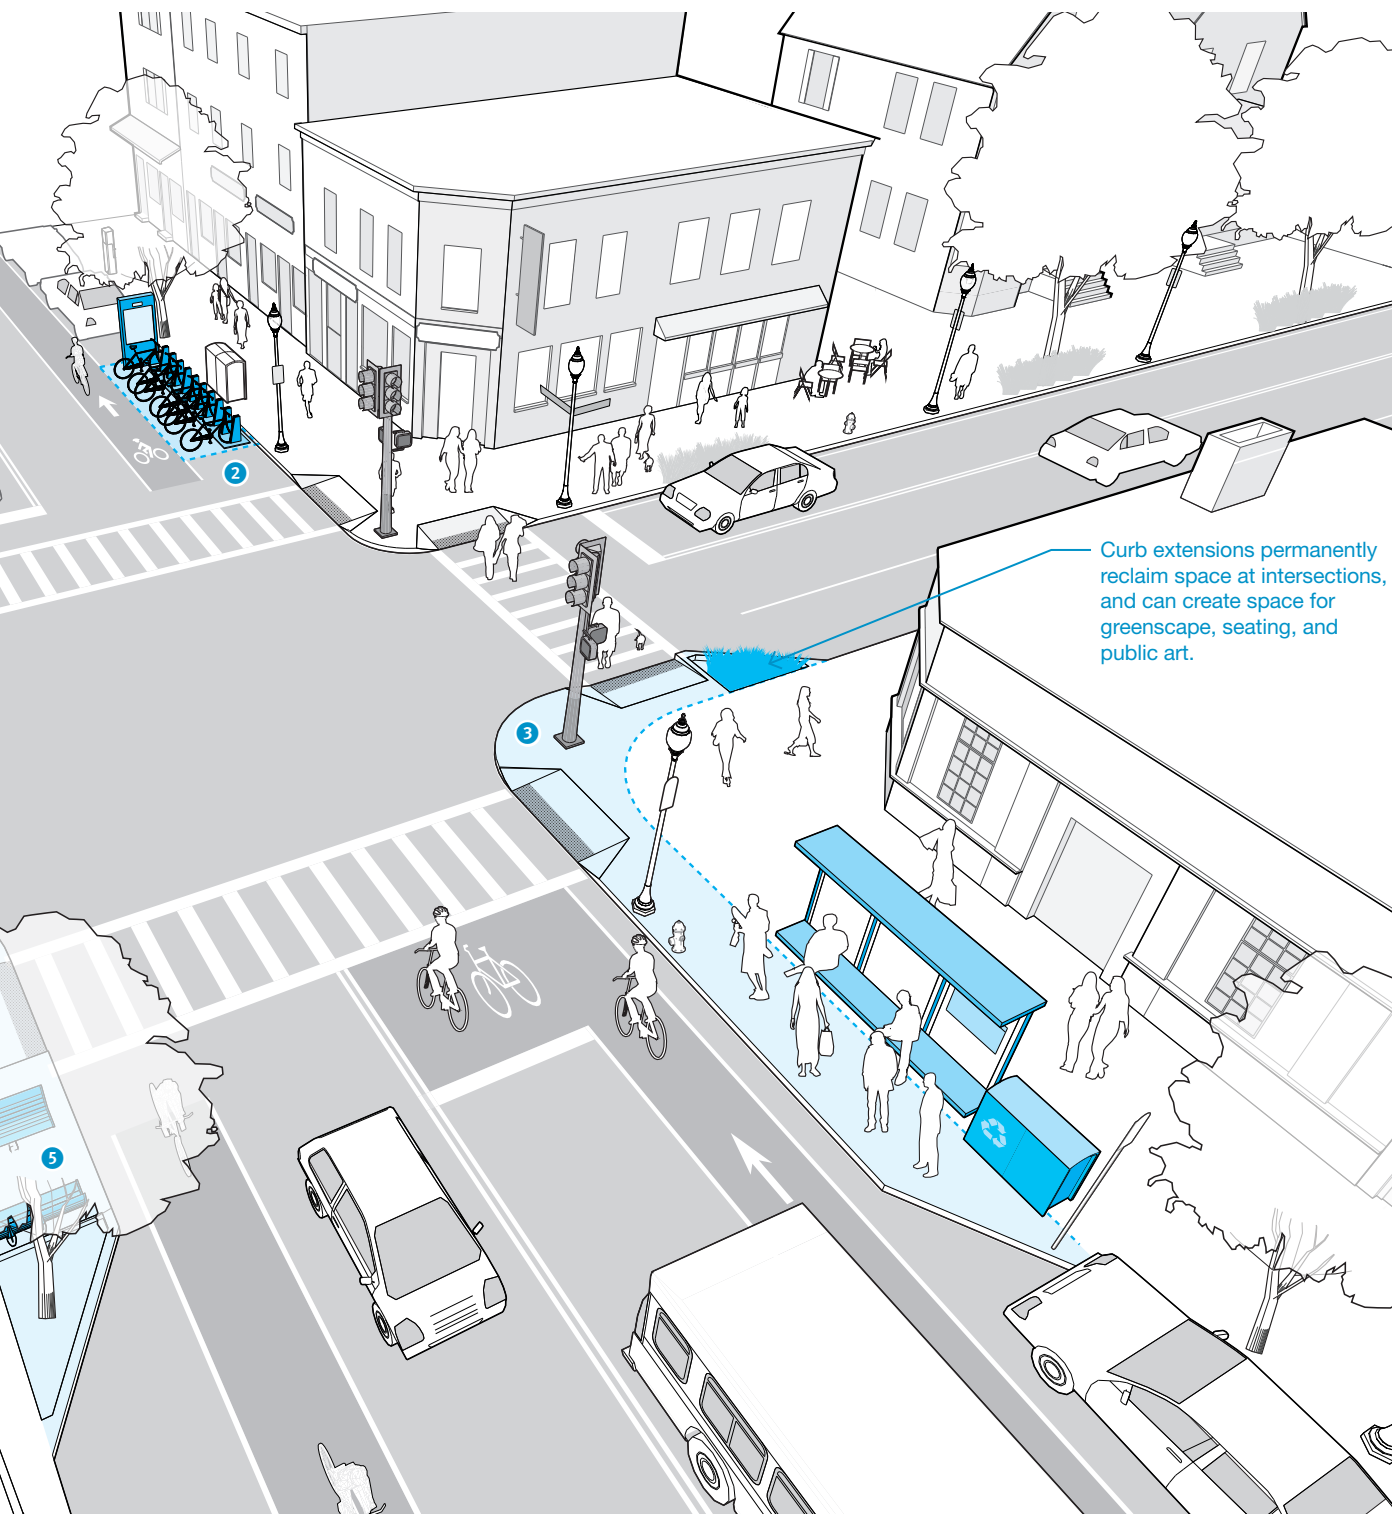 2
Curb extensions permanently
reclaim space at intersections,
and can create space for
greenscape, seating, and
public art.
3
5